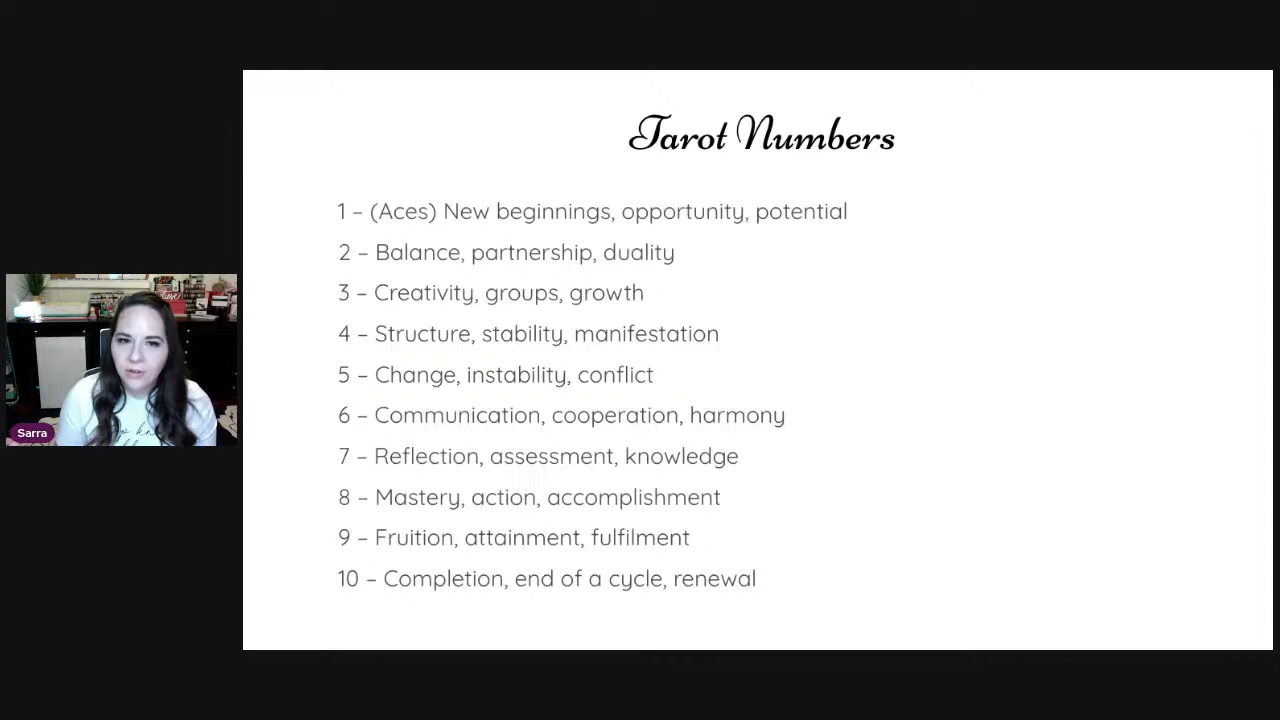 Tarot Numbers
1 – (Aces) New beginnings, opportunity, potential
2 – Balance, partnership, duality
3 – Creativity, groups, growth
4 – Structure, stability, manifestation
5 – Change, instability, conflict
6 – Communication, cooperation, harmony
7 – Reflection, assessment, knowledge
8 – Mastery, action, accomplishment
9 – Fruition, attainment, fulfilment
10 – Completion, end of a cycle, renewal
Sarra